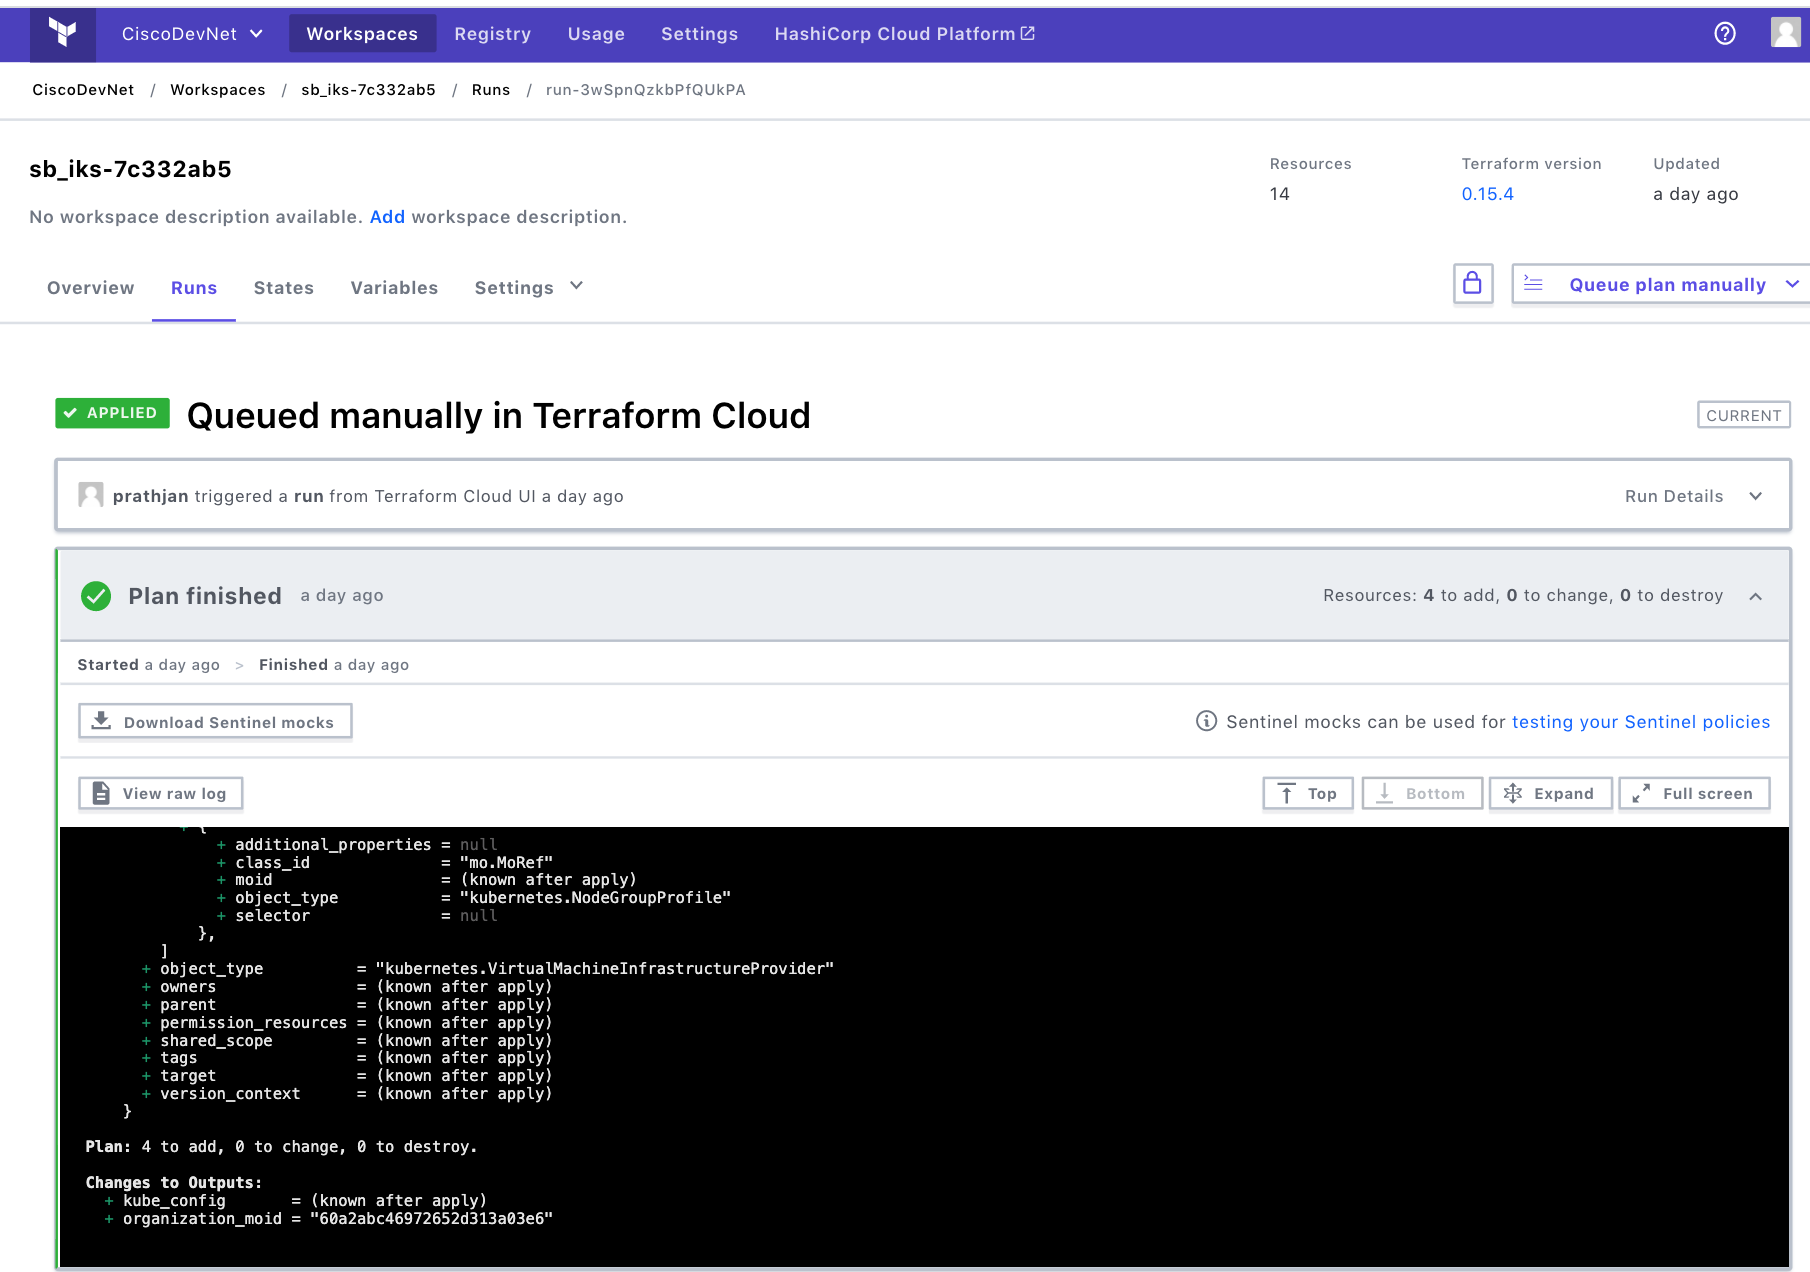 CiscoDevNet Workspaces Registry Usage Settings HashiCorp Cloud Platform
CiscoDevNet / Workspaces / sb_iks-7c332ab5 / Runs / run-3wSpnQzkbPfQUkPA
sb_iks-7c332ab5
No workspace description available. Add workspace description.
Resources
14
Terraform version
0.15.4
Updated
a day ago
Overview Runs States Variables Settings
Queue plan manually
APPLIED Queued manually in Terraform Cloud CURRENT
prathjan triggered a run from Terraform Cloud UI a day ago Run Details
Plan finished a day ago Resources: 4 to add, 0 to change, 0 to destroy
Started a day ago > Finished a day ago
Download Sentinel mocks Sentinel mocks can be used for testing your Sentinel policies
View raw log Top Bottom Expand Full screen
+ {
+ additional_properties = null
+ class_id = "mo.MoRef"
+ moid = (known after apply)
+ object_type = "kubernetes.NodeGroupProfile"
+ selector = null
},
]
+ object_type = "kubernetes.VirtualMachineInfrastructureProvider"
+ owners = (known after apply)
+ parent = (known after apply)
+ permission_resources = (known after apply)
+ shared_scope = (known after apply)
+ tags = (known after apply)
+ target = (known after apply)
+ version_context = (known after apply)
}
Plan: 4 to add, 0 to change, 0 to destroy.
Changes to Outputs:
+ kube_config = (known after apply)
+ organization_moid = "60a2abc46972652d313a03e6"